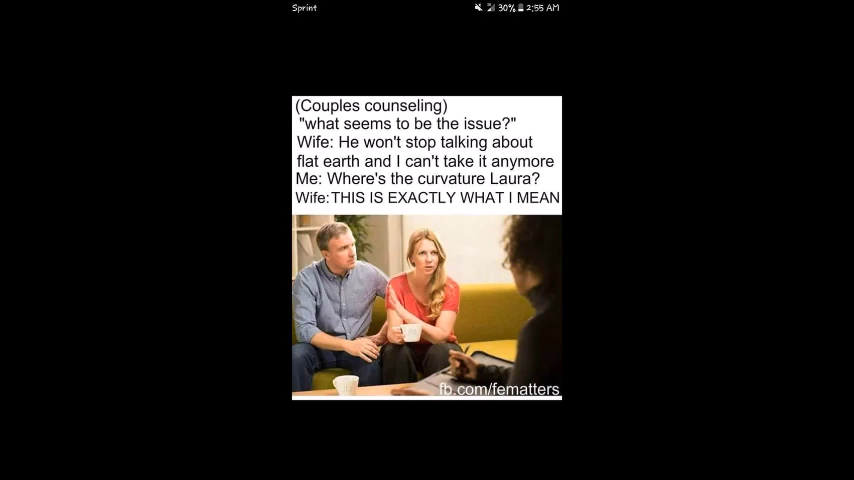 Sprint 30% 2:55 AM
(Couples counseling)
"what seems to be the issue?"
Wife: He won't stop talking about
flat earth and I can't take it anymore
Me: Where's the curvature Laura?
Wife: THIS IS EXACTLY WHAT I MEAN
fb.com/fematters